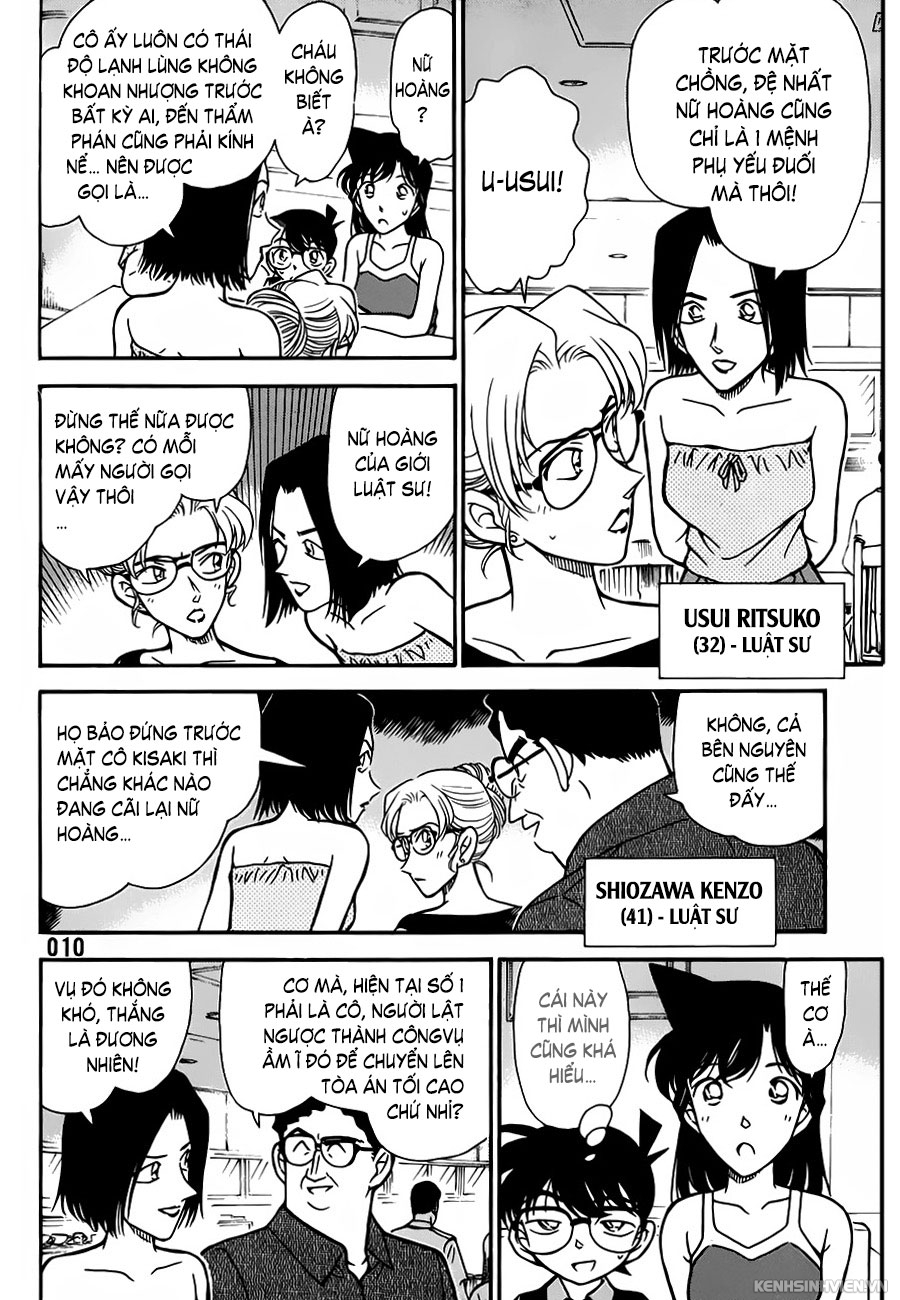 TRƯỚC MẶT
CHỒNG, ĐỆ NHẤT
NỮ HOÀNG CŨNG
CHỈ LÀ 1 MỆNH
PHỤ YẾU ĐUỐI
MÀ THÔI!
U-USUI!
USUI RITSUKO
(32) - LUẬT SƯ
NỮ
HOÀNG
?
CHÁU
KHÔNG
BIẾT
À?
CÔ ẤY LUÔN CÓ THÁI
ĐỘ LẠNH LÙNG KHÔNG
KHOAN NHƯỢNG TRƯỚC
BẤT KỲ AI, ĐẾN THẨM
PHÁN CŨNG PHẢI KÍNH
NỂ... NÊN ĐƯỢC
GỌI LÀ...
NỮ HOÀNG
CỦA GIỚI
LUẬT SƯ!
ĐỪNG THẾ NỮA ĐƯỢC
KHÔNG? CÓ MỖI
MẤY NGƯỜI GỌI
VẬY THÔI
...
KHÔNG, CẢ
BÊN NGUYÊN
CŨNG THẾ
ĐẤY...
SHIOZAWA KENZO
(41) - LUẬT SƯ
HỌ BẢO ĐỨNG TRƯỚC
MẶT CÔ KISAKI THÌ
CHẲNG KHÁC NÀO
ĐANG CÃI LẠI NỮ
HOÀNG...
010
THẾ
CƠ
À...
CÁI NÀY
THÌ MÌNH
CŨNG KHÁ
HIỂU...
CƠ MÀ, HIỆN TẠI SỐ 1
PHẢI LÀ CÔ, NGƯỜI LẬT
NGƯỢC THÀNH CÔNGVỤ
ẦM Ĩ ĐÓ ĐỂ CHUYỂN LÊN
TÒA ÁN TỐI CAO
CHỨ NHỈ?
VỤ ĐÓ KHÔNG
KHÓ, THẮNG
LÀ ĐƯƠNG
NHIÊN!
KENHSINHVIEN.VN